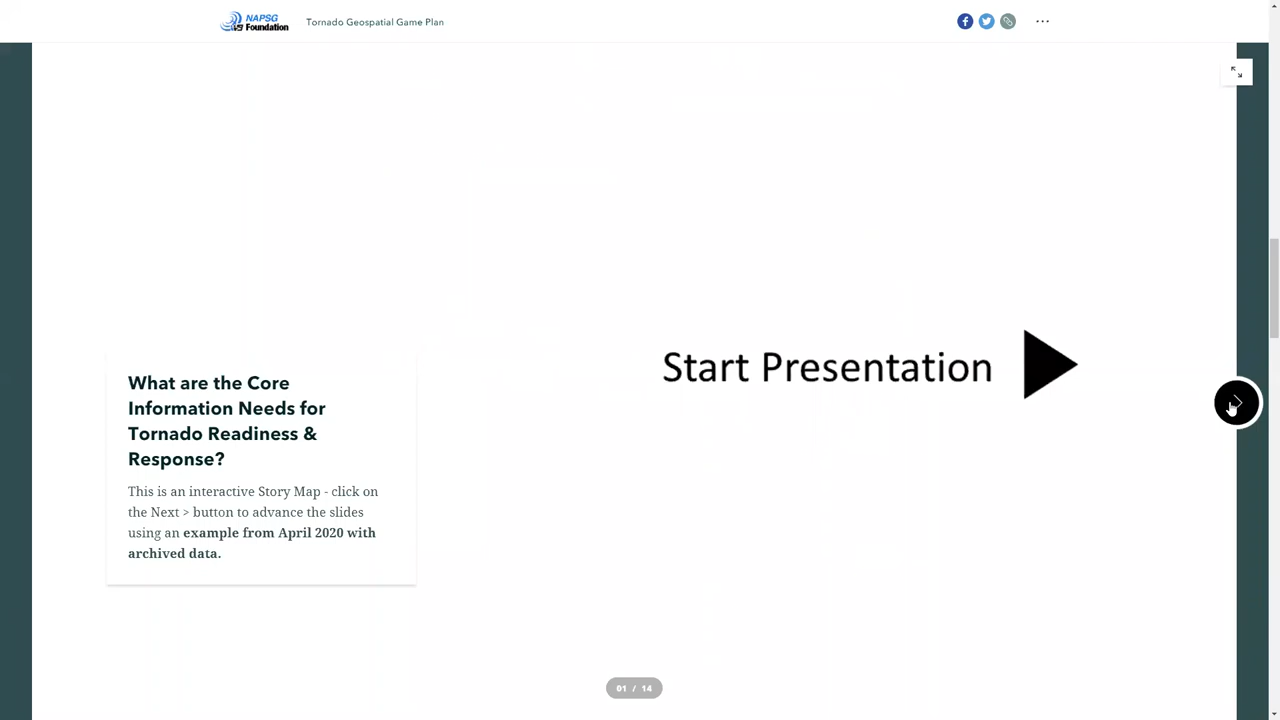 NAPSG
Foundation
Tornado Geospatial Game Plan
Start Presentation
What are the Core
Information Needs for
Tornado Readiness &
Response?
This is an interactive Story Map - click on
the Next > button to advance the slides
using an example from April 2020 with
archived data.
01 / 14